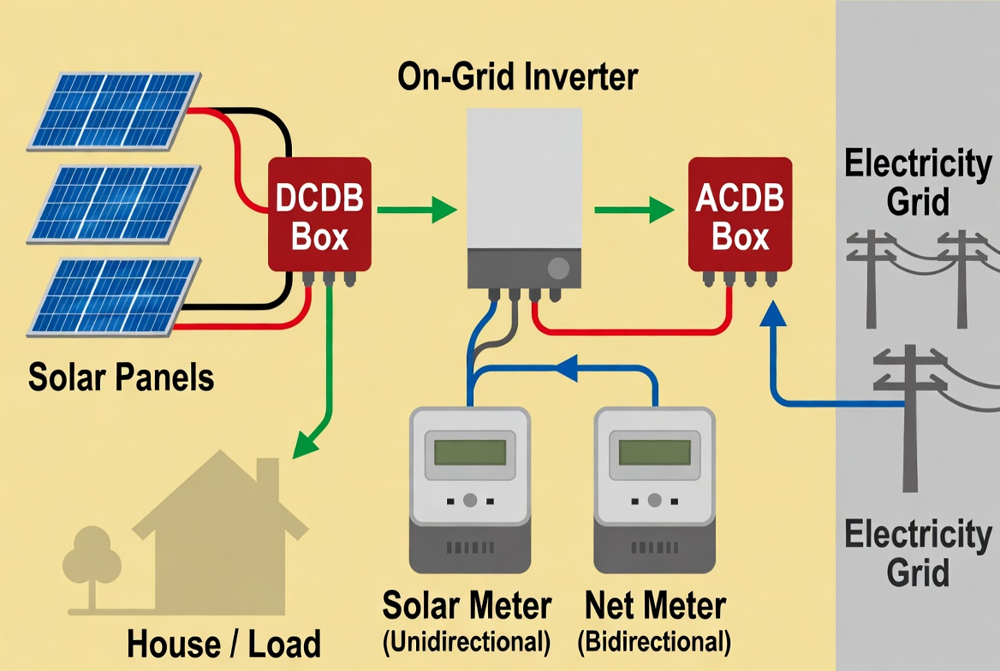 On-Grid Inverter
DCDB
Box
ACDB
Box
Electricity
Grid
Solar Panels
Electricity
Grid
Solar Meter
(Unidirectional)
Net Meter
(Bidirectional)
House / Load